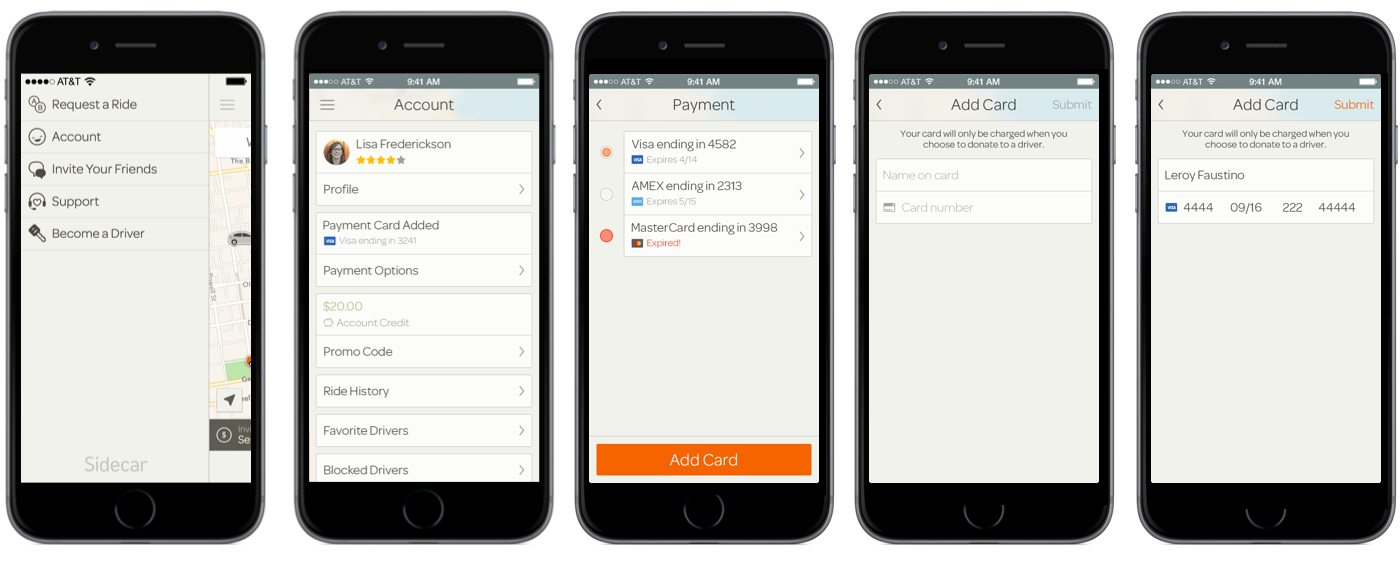 AT&T
Request a Ride
Account
Invite Your Friends
Support
Become a Driver
W
The B
Ol
Ge
Inv
Se
Sidecar
AT&T 9:41 AM
Account
Lisa Frederickson
Profile
Payment Card Added
VISA Visa ending in 3241
Payment Options
$20.00
Account Credit
Promo Code
Ride History
Favorite Drivers
Blocked Drivers
AT&T 9:41 AM
Payment
Visa ending in 4582
VISA Expires 4/14
AMEX ending in 2313
Expires 5/15
MasterCard ending in 3998
Expired!
Add Card
AT&T 9:41 AM
Add Card Submit
Your card will only be charged when you
choose to donate to a driver.
Name on card
Card number
AT&T 9:41 AM
Add Card Submit
Your card will only be charged when you
choose to donate to a driver.
Leroy Faustino
VISA 4444 09/16 222 44444